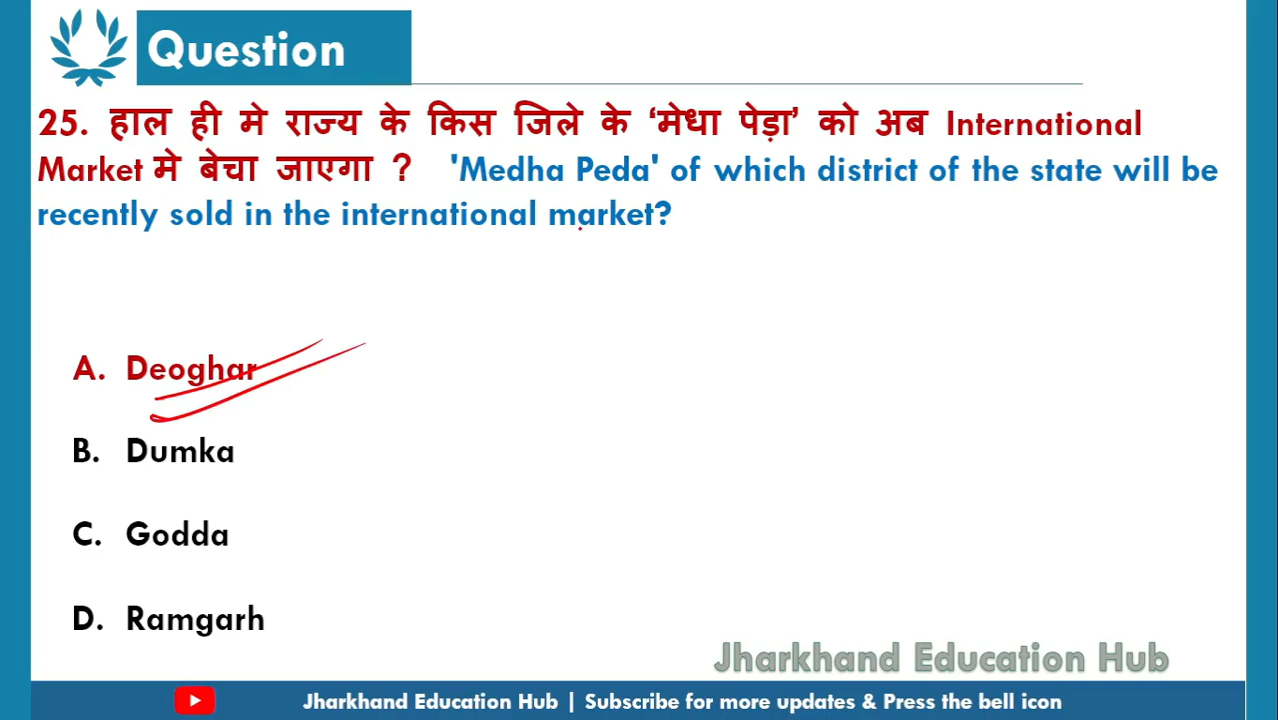 Question
25. हाल ही मे राज्य के किस जिले के ‘मेधा पेड़ा’ को अब International
Market मे बेचा जाएगा ? 'Medha Peda' of which district of the state will be
recently sold in the international market?
A. Deoghar
B. Dumka
C. Godda
D. Ramgarh
Jharkhand Education Hub
Jharkhand Education Hub | Subscribe for more updates & Press the bell icon